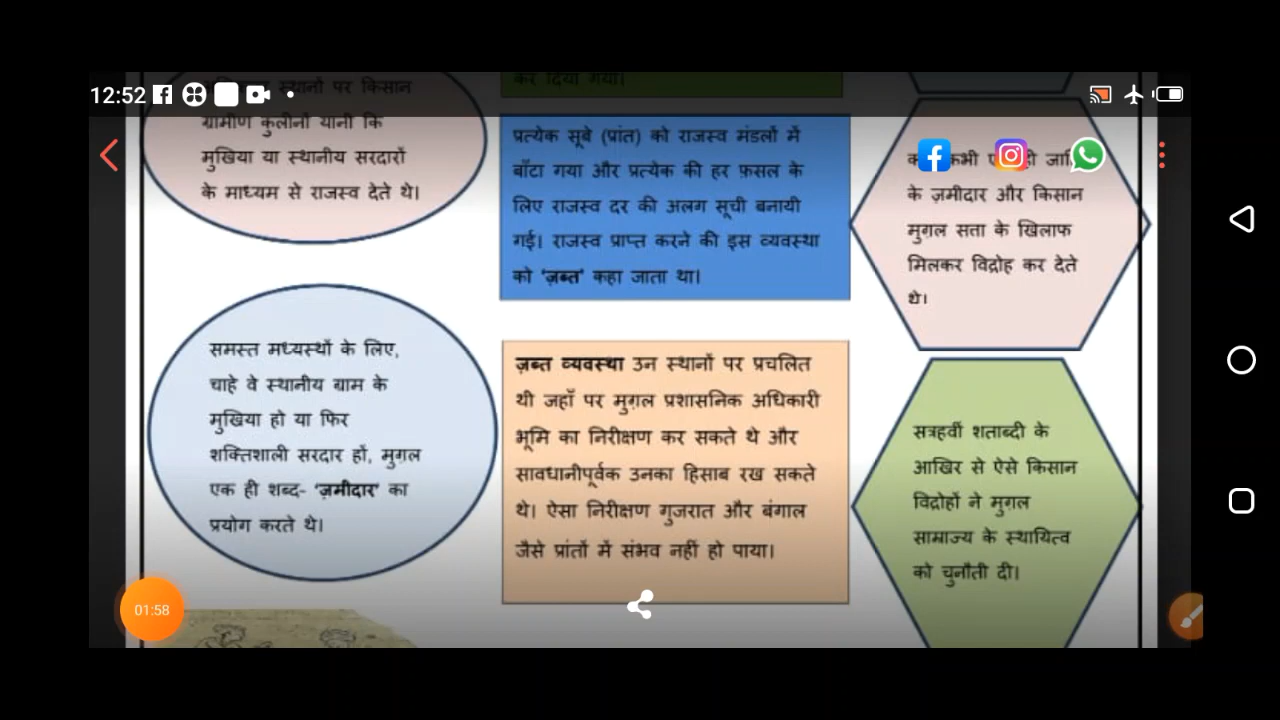 12:52
स्थानों पर किसान
ग्रामीण कुलीनों यानी कि
मुखिया या स्थानीय सरदारों
के माध्यम से राजस्व देते थे।
समस्त मध्यस्थों के लिए,
चाहे वे स्थानीय ग्राम के
मुखिया हो या फिर
शक्तिशाली सरदार हों, मुग़ल
एक ही शब्द- ‘ज़मीदार’ का
प्रयोग करते थे।
कर दिया गया।
प्रत्येक सूबे (प्रांत) को राजस्व मंडलों में
बाँटा गया और प्रत्येक की हर फ़सल के
लिए राजस्व दर की अलग सूची बनायी
गई। राजस्व प्राप्त करने की इस व्यवस्था
को ‘ज़ब्त’ कहा जाता था।
ज़ब्त व्यवस्था उन स्थानों पर प्रचलित
थी जहाँ पर मुग़ल प्रशासनिक अधिकारी
भूमि का निरीक्षण कर सकते थे और
सावधानीपूर्वक उनका हिसाब रख सकते
थे। ऐसा निरीक्षण गुजरात और बंगाल
जैसे प्रांतों में संभव नहीं हो पाया।
के ज़मीदार और किसान
मुग़ल सत्ता के खिलाफ
मिलकर विद्रोह कर देते
थे।
सत्रहवीं शताब्दी के
आखिर से ऐसे किसान
विद्रोहों ने मुग़ल
साम्राज्य के स्थायित्व
को चुनौती दी।
01:58